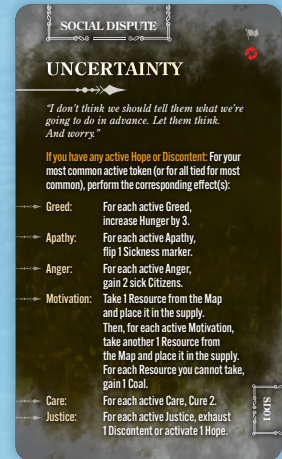 SOCIAL DISPUTE
UNCERTAINTY
“I don’t think we should tell them what we’re
going to do in advance. Let them think.
And worry.”
If you have any active Hope or Discontent: For your
most common active token (or for all tied for most
common), perform the corresponding effect(s):
Greed: For each active Greed,
increase Hunger by 3.
Apathy: For each active Apathy,
flip 1 Sickness marker.
Anger: For each active Anger,
gain 2 sick Citizens.
Motivation: Take 1 Resource from the Map
and place it in the supply.
Then, for each active Motivation,
take another 1 Resource from
the Map and place it in the supply.
For each Resource you cannot take,
gain 1 Coal.
Care: For each active Care, Cure 2.
Justice: For each active Justice, exhaust
1 Discontent or activate 1 Hope.
SD01